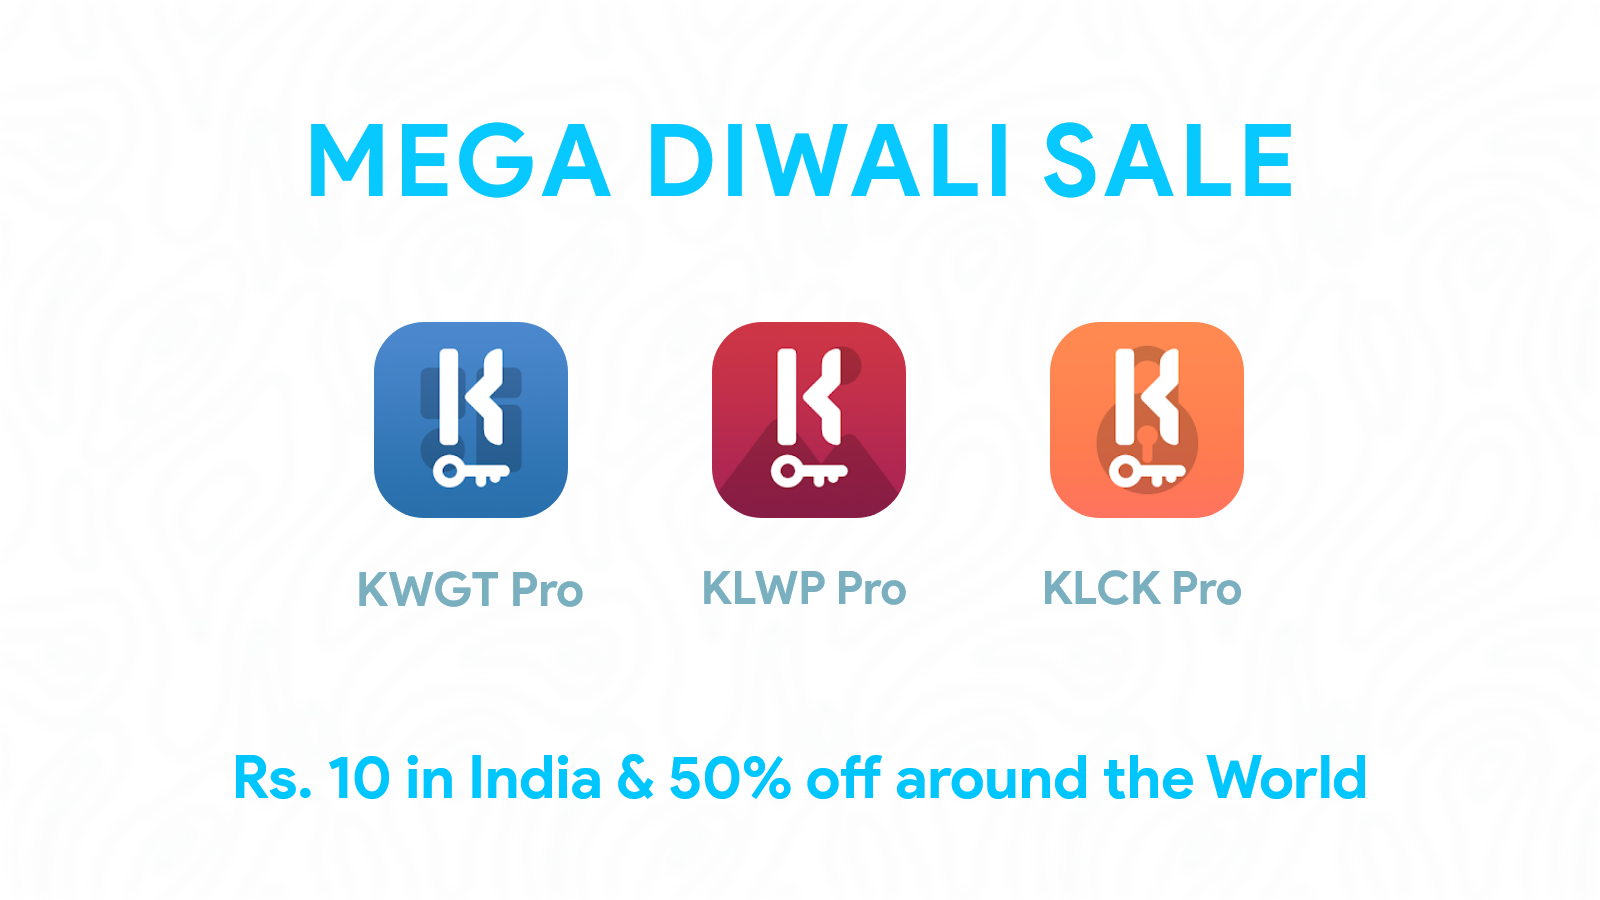 MEGA DIWALI SALE
KWGT Pro
KLWP Pro
KLCK Pro
Rs. 10 in India & 50% off around the World